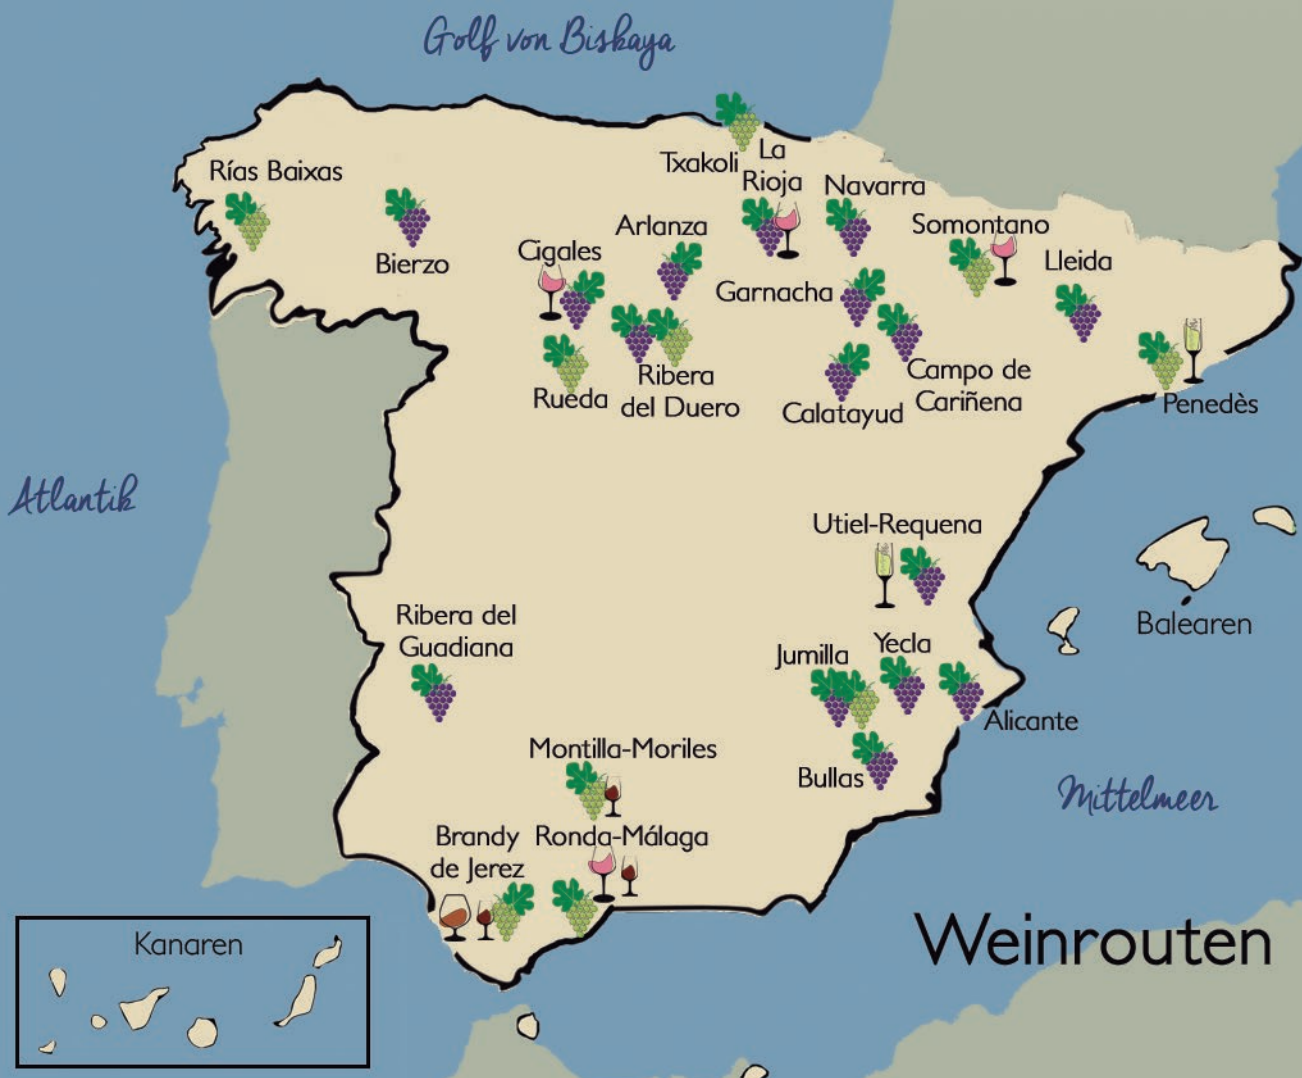 Golf von Biskaya
Txakoli
La
Rioja
Rías Baixas
Navarra
Arlanza
Somontano
Cigales
Bierzo
Lleida
Garnacha
Ribera
del Duero
Rueda
Campo de
Cariñena
Calatayud
Penedès
Atlantik
Utiel-Requena
Ribera del
Guadiana
Balearen
Jumilla
Yecla
Alicante
Montilla-Moriles
Bullas
Mittelmeer
Brandy
de Jerez
Ronda-Málaga
Weinrouten
Kanaren